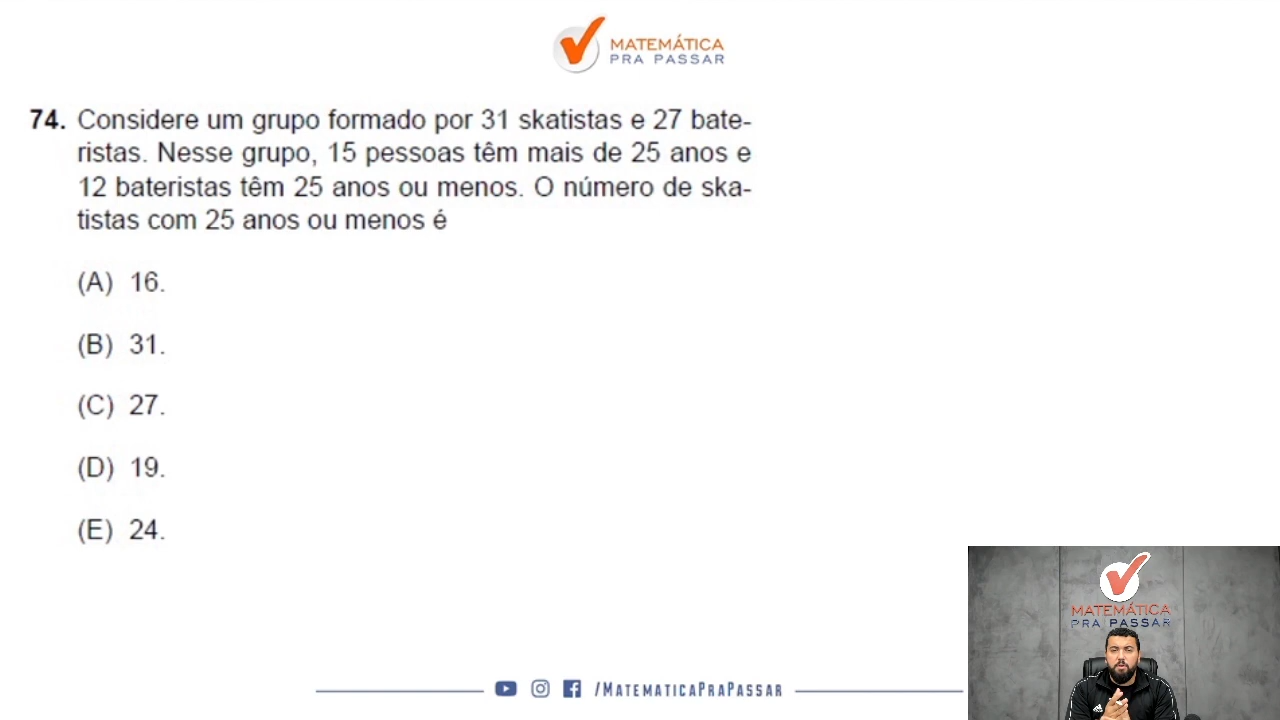 MATEMÁTICA
PRA PASSAR
74. Considere um grupo formado por 31 skatistas e 27 bate-
ristas. Nesse grupo, 15 pessoas têm mais de 25 anos e
12 bateristas têm 25 anos ou menos. O número de ska-
tistas com 25 anos ou menos é
(A) 16.
(B) 31.
(C) 27.
(D) 19.
(E) 24.
MATEMÁTICA
PRA PASSAR
/MATEMATICAPRAPASSAR